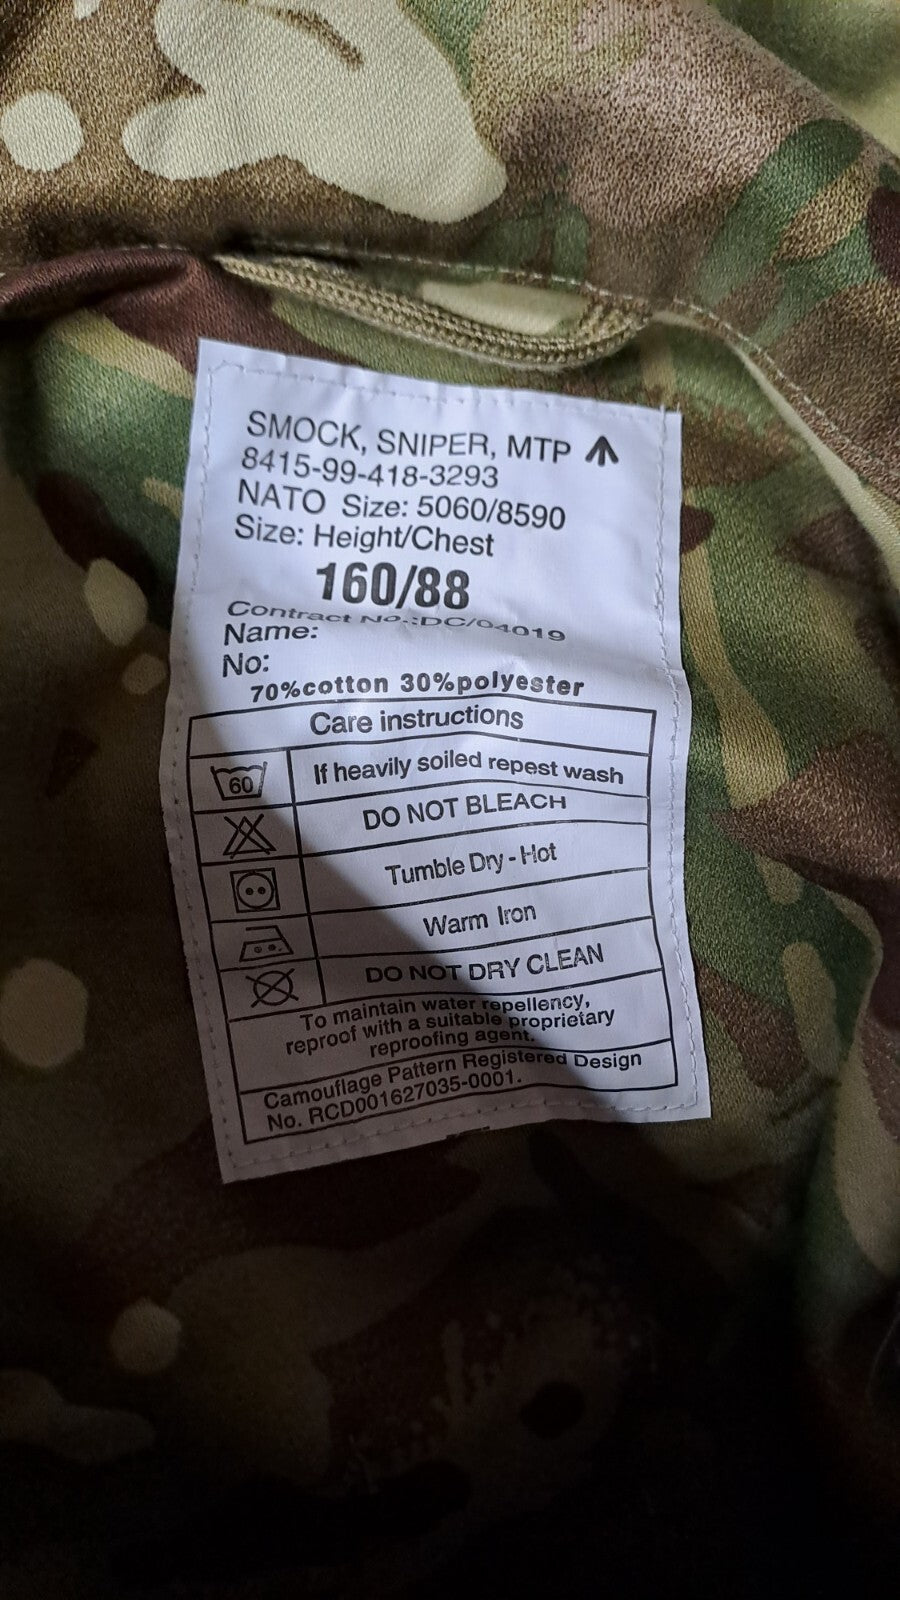 SMOCK, SNIPER, MTP
8415-99-418-3293
NATO Size: 5060/8590
Size: Height/Chest
160/88
Contract No.:DC/04019
Name:
No:
70%cotton 30%polyester
Care instructions
60 If heavily soiled repest wash
DO NOT BLEACH
Tumble Dry - Hot
Warm Iron
DO NOT DRY CLEAN
To maintain water repellency,
reproof with a suitable proprietary
reproofing agent.
Camouflage Pattern Registered Design
No. RCD001627035-0001.